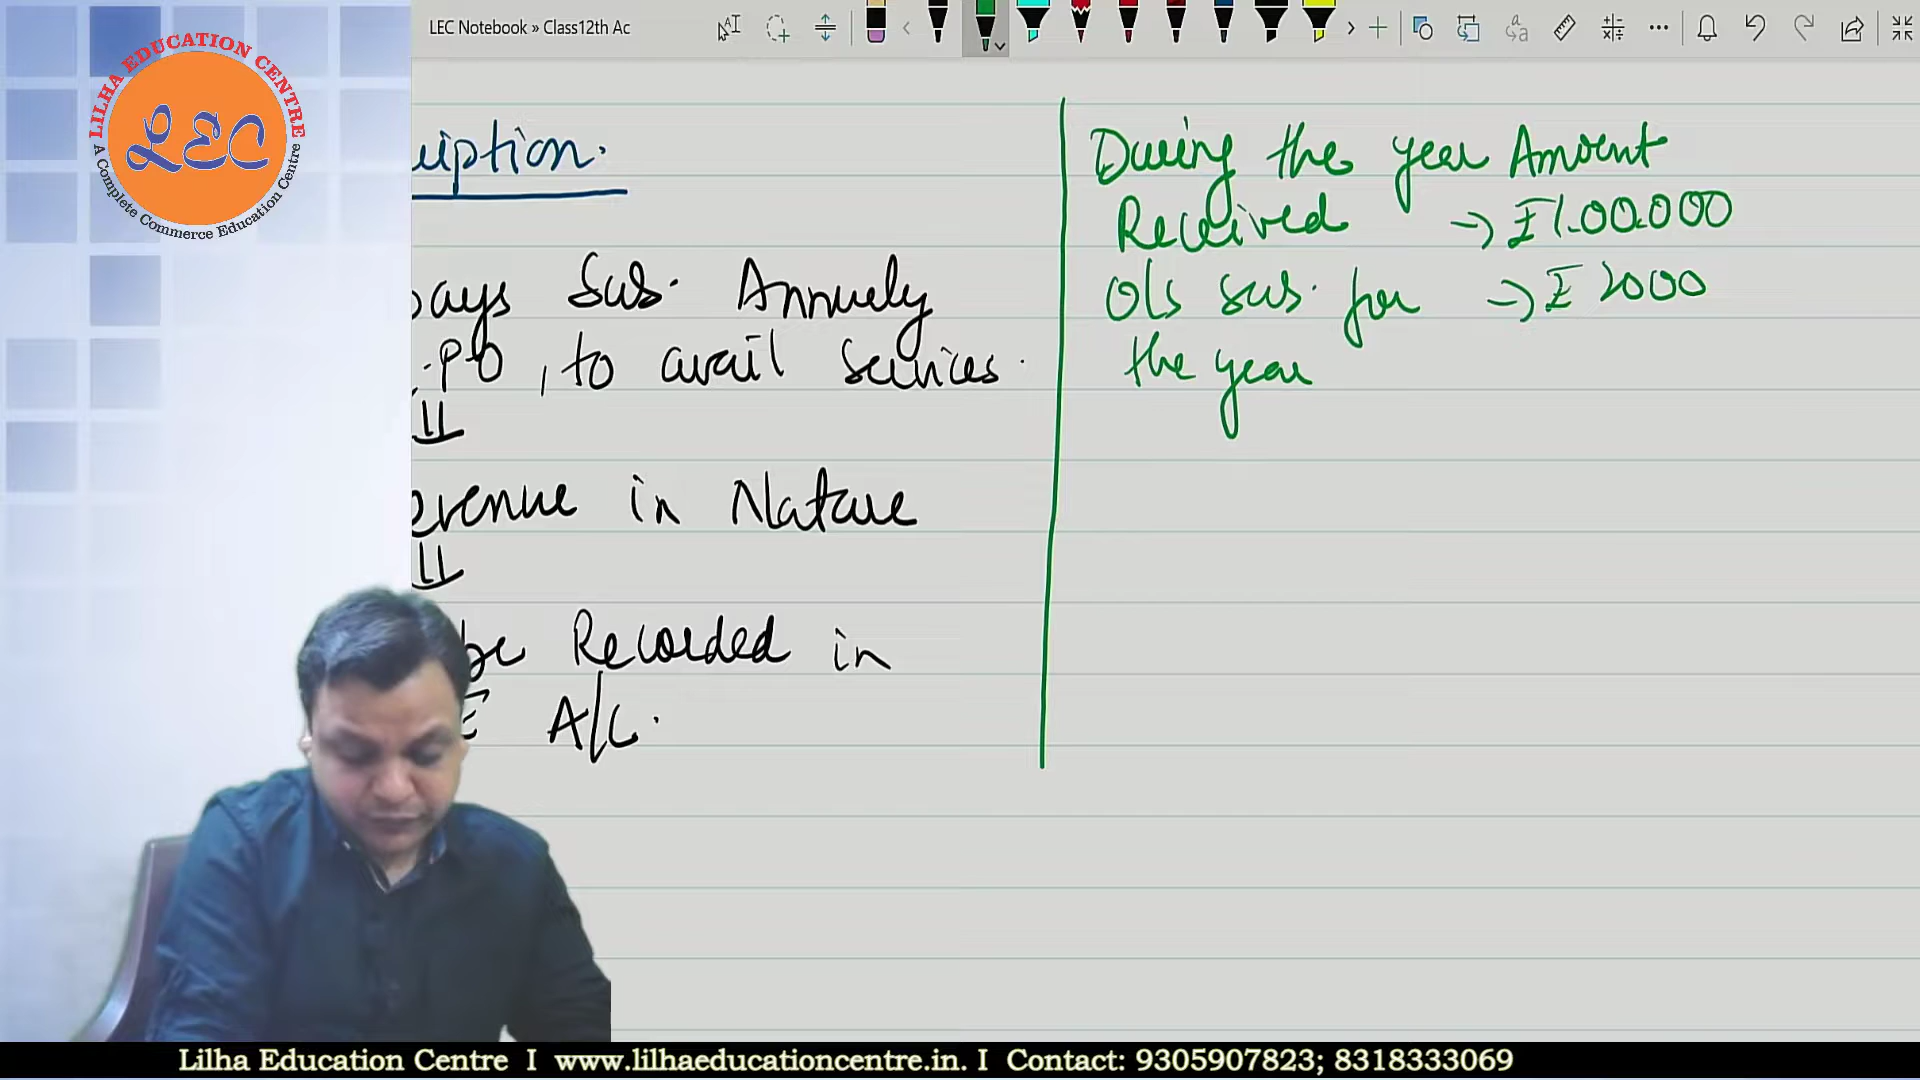 LILHA EDUCATION CENTRE
LEC
A Complete Commerce Education Centre
LEC Notebook » Class12th Ac
uiption.
pays Sub. Annuely
.PO, to avail Services.
evenue in Nature
be Recorded in
E A/C.
During the year Amount
Received → ₹1.00.000
O/s sub. for → ₹ 2000
the year
Lilha Education Centre I www.lilhaeducationcentre.in. I Contact: 9305907823; 8318333069